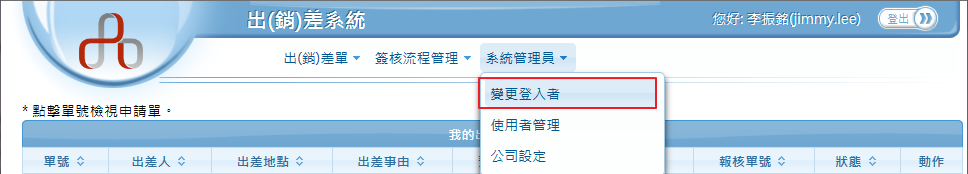 出(銷)差系統
您好: 李振銘(jimmy.lee)
登出
出(銷)差單 簽核流程管理 系統管理員
變更登入者
使用者管理
公司設定
* 點擊單號檢視申請單。
我的出
單號 出差人 出差地點 出差事由 報核單號 狀態 動作